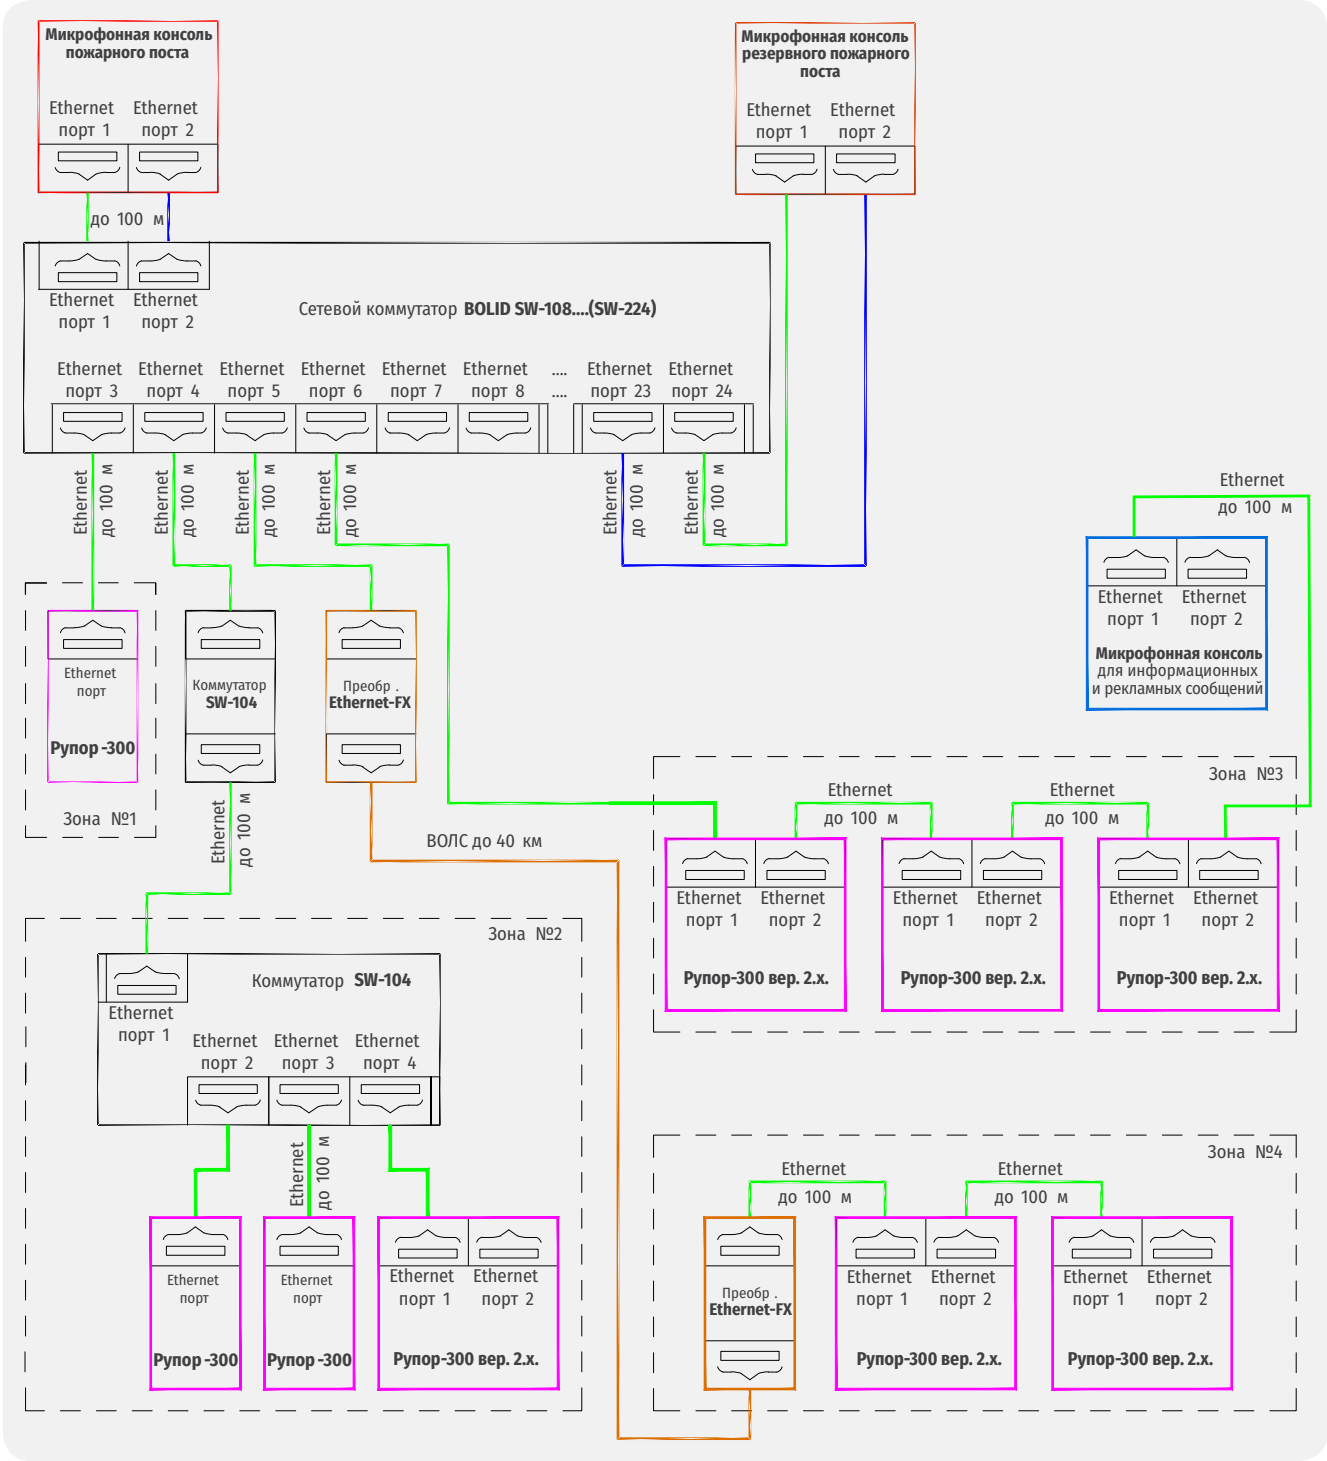 Микрофонная консоль
пожарного поста
Ethernet
порт 1
Ethernet
порт 2
до 100 м
Микрофонная консоль
резервного пожарного
поста
Ethernet
порт 1
Ethernet
порт 2
Ethernet
порт 1
Ethernet
порт 2
Сетевой коммутатор BOLID SW-108....(SW-224)
Ethernet
порт 3
Ethernet
порт 4
Ethernet
порт 5
Ethernet
порт 6
Ethernet
порт 7
Ethernet
порт 8
....
....
Ethernet
порт 23
Ethernet
порт 24
Ethernet
до 100 м
Ethernet
до 100 м
Ethernet
до 100 м
Ethernet
до 100 м
Ethernet
до 100 м
Ethernet
до 100 м
Ethernet
до 100 м
Ethernet
порт 1
Ethernet
порт 2
Микрофонная консоль
для информационных
и рекламных сообщений
Ethernet
порт
Рупор-300
Зона №1
Коммутатор
SW-104
Преобр.
Ethernet-FX
Ethernet
до 100 м
ВОЛС до 40 км
Зона №3
Ethernet
до 100 м
Ethernet
до 100 м
Ethernet
порт 1
Ethernet
порт 2
Рупор-300 вер. 2.х.
Ethernet
порт 1
Ethernet
порт 2
Рупор-300 вер. 2.х.
Ethernet
порт 1
Ethernet
порт 2
Рупор-300 вер. 2.х.
Зона №2
Коммутатор SW-104
Ethernet
порт 1
Ethernet
порт 2
Ethernet
порт 3
Ethernet
порт 4
Ethernet
до 100 м
Ethernet
порт
Рупор-300
Ethernet
порт
Рупор-300
Ethernet
порт 1
Ethernet
порт 2
Рупор-300 вер. 2.х.
Зона №4
Ethernet
до 100 м
Ethernet
до 100 м
Преобр.
Ethernet-FX
Ethernet
порт 1
Ethernet
порт 2
Рупор-300 вер. 2.х.
Ethernet
порт 1
Ethernet
порт 2
Рупор-300 вер. 2.х.